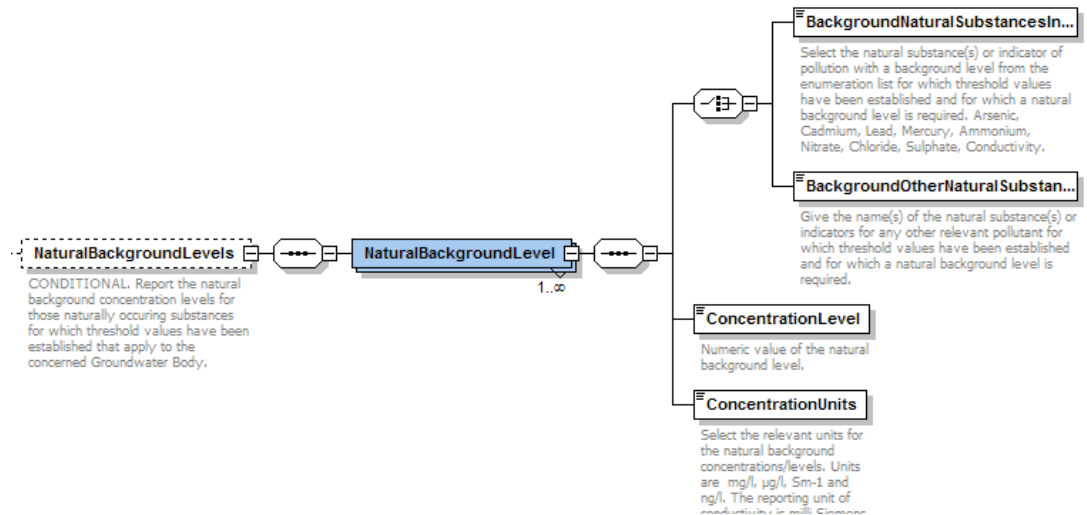 BackgroundNaturalSubstancesIn...
Select the natural substance(s) or indicator of
pollution with a background level from the
enumeration list for which threshold values
have been established and for which a natural
background level is required. Arsenic,
Cadmium, Lead, Mercury, Ammonium,
Nitrate, Chloride, Sulphate, Conductivity.
BackgroundOtherNaturalSubstan...
Give the name(s) of the natural substance(s) or
indicators for any other relevant pollutant for
which threshold values have been established
and for which a natural background level is
required.
NaturalBackgroundLevels
CONDITIONAL. Report the natural
background concentration levels for
those naturally occuring substances
for which threshold values have been
established that apply to the
concerned Groundwater Body.
NaturalBackgroundLevel
1..∞
ConcentrationLevel
Numeric value of the natural
background level.
ConcentrationUnits
Select the relevant units for
the natural background
concentrations/levels. Units
are mg/l, µg/l, Sm-1 and
ng/l. The reporting unit of
conductivity is milli Siemens